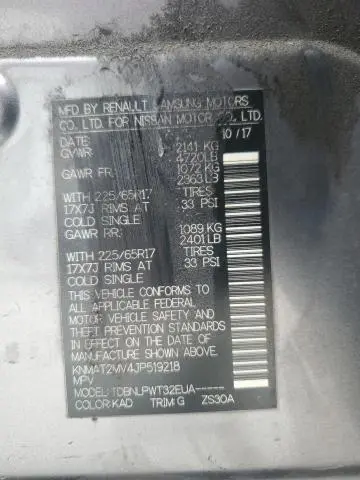 MFD BY RENAULT SAMSUNG MOTORS
CO. LTD. FOR NISSAN MOTOR CO., LTD.
DATE: 10/17
GVWR: 2141 KG
4720LB
GAWR FR: 1072 KG
2363LB
WITH 225/65R17 TIRES
17X7J RIMS AT 33 PSI
COLD SINGLE
GAWR RR: 1089 KG
2401 LB
WITH 225/65R17 TIRES
17X7J RIMS AT 33 PSI
COLD SINGLE
THIS VEHICLE CONFORMS TO
ALL APPLICABLE FEDERAL
MOTOR VEHICLE SAFETY AND
THEFT PREVENTION STANDARDS
IN EFFECT ON THE DATE OF
MANUFACTURE SHOWN ABOVE.
KNMAT2MV4JP519218
MPV
MODEL:TDBNLPWT32EUA-----
COLOR:KAD TRIM:G ZS30A